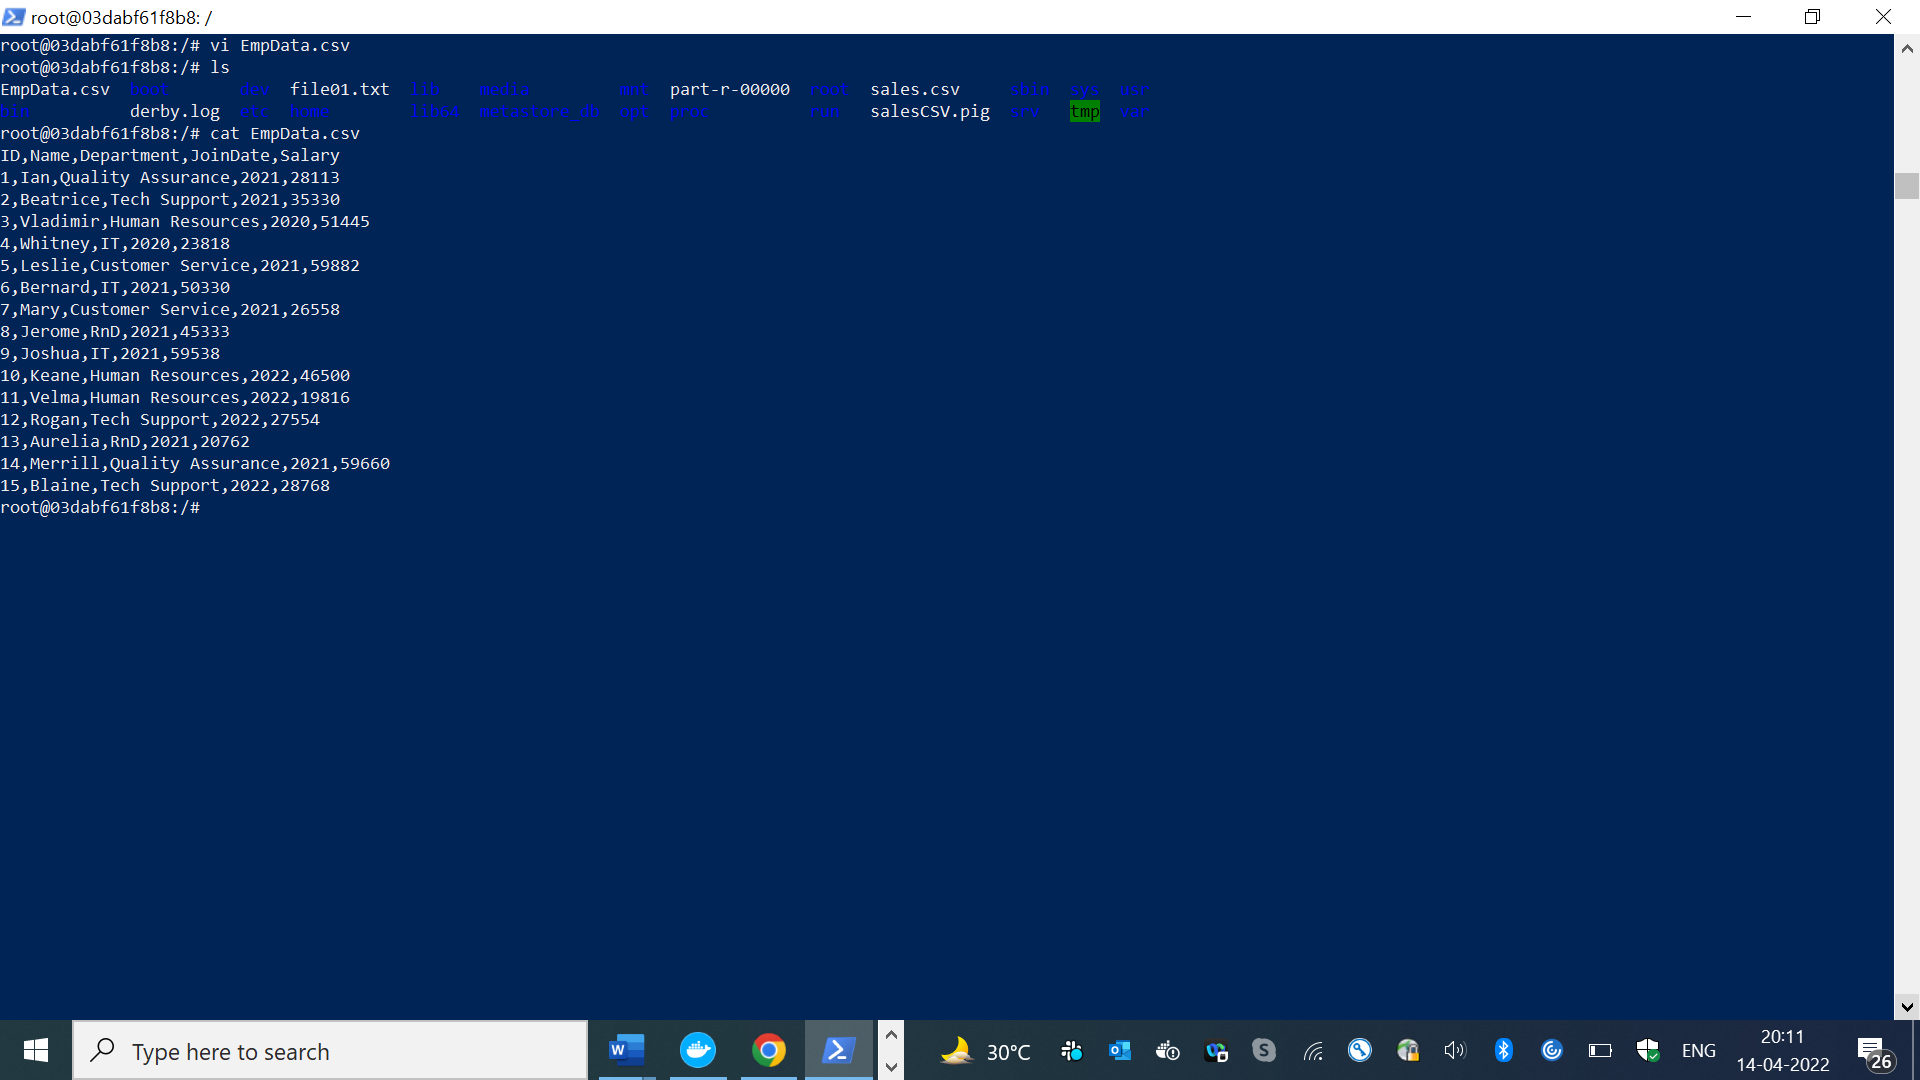 root@03dabf61f8b8: /
root@03dabf61f8b8:/# vi EmpData.csv
root@03dabf61f8b8:/# ls
EmpData.csv  boot       dev  file01.txt  lib    media         mnt  part-r-00000  root  sales.csv     sbin  sys  usr
bin          derby.log  etc  home        lib64  metastore_db  opt  proc          run   salesCSV.pig  srv   tmp  var
root@03dabf61f8b8:/# cat EmpData.csv
ID,Name,Department,JoinDate,Salary
1,Ian,Quality Assurance,2021,28113
2,Beatrice,Tech Support,2021,35330
3,Vladimir,Human Resources,2020,51445
4,Whitney,IT,2020,23818
5,Leslie,Customer Service,2021,59882
6,Bernard,IT,2021,50330
7,Mary,Customer Service,2021,26558
8,Jerome,RnD,2021,45333
9,Joshua,IT,2021,59538
10,Keane,Human Resources,2022,46500
11,Velma,Human Resources,2022,19816
12,Rogan,Tech Support,2022,27554
13,Aurelia,RnD,2021,20762
14,Merrill,Quality Assurance,2021,59660
15,Blaine,Tech Support,2022,28768
root@03dabf61f8b8:/#
Type here to search
30°C
ENG
20:11
14-04-2022
26